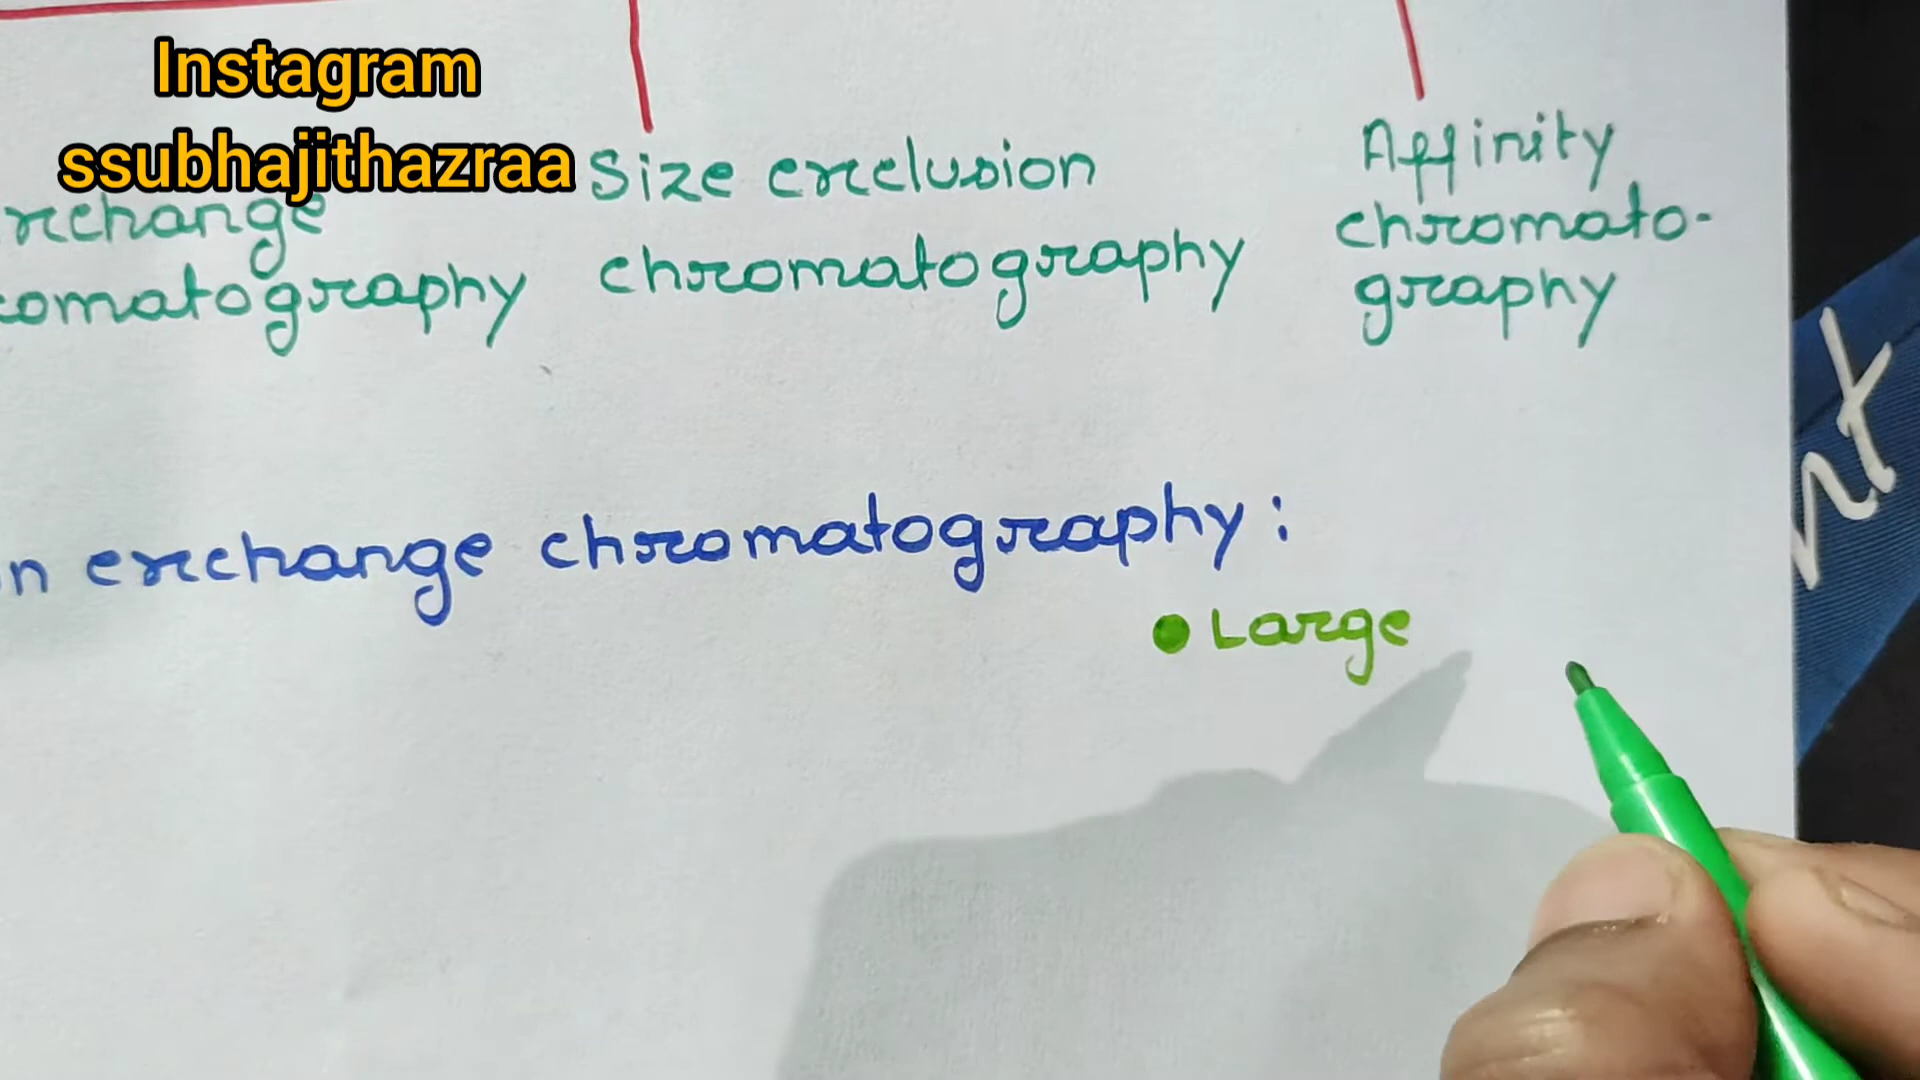 Instagram
ssubhajithazraa
Size exclusion
chromatography
Affinity
chromato-
graphy
xchange
omatography
n exchange chromatography:
Large